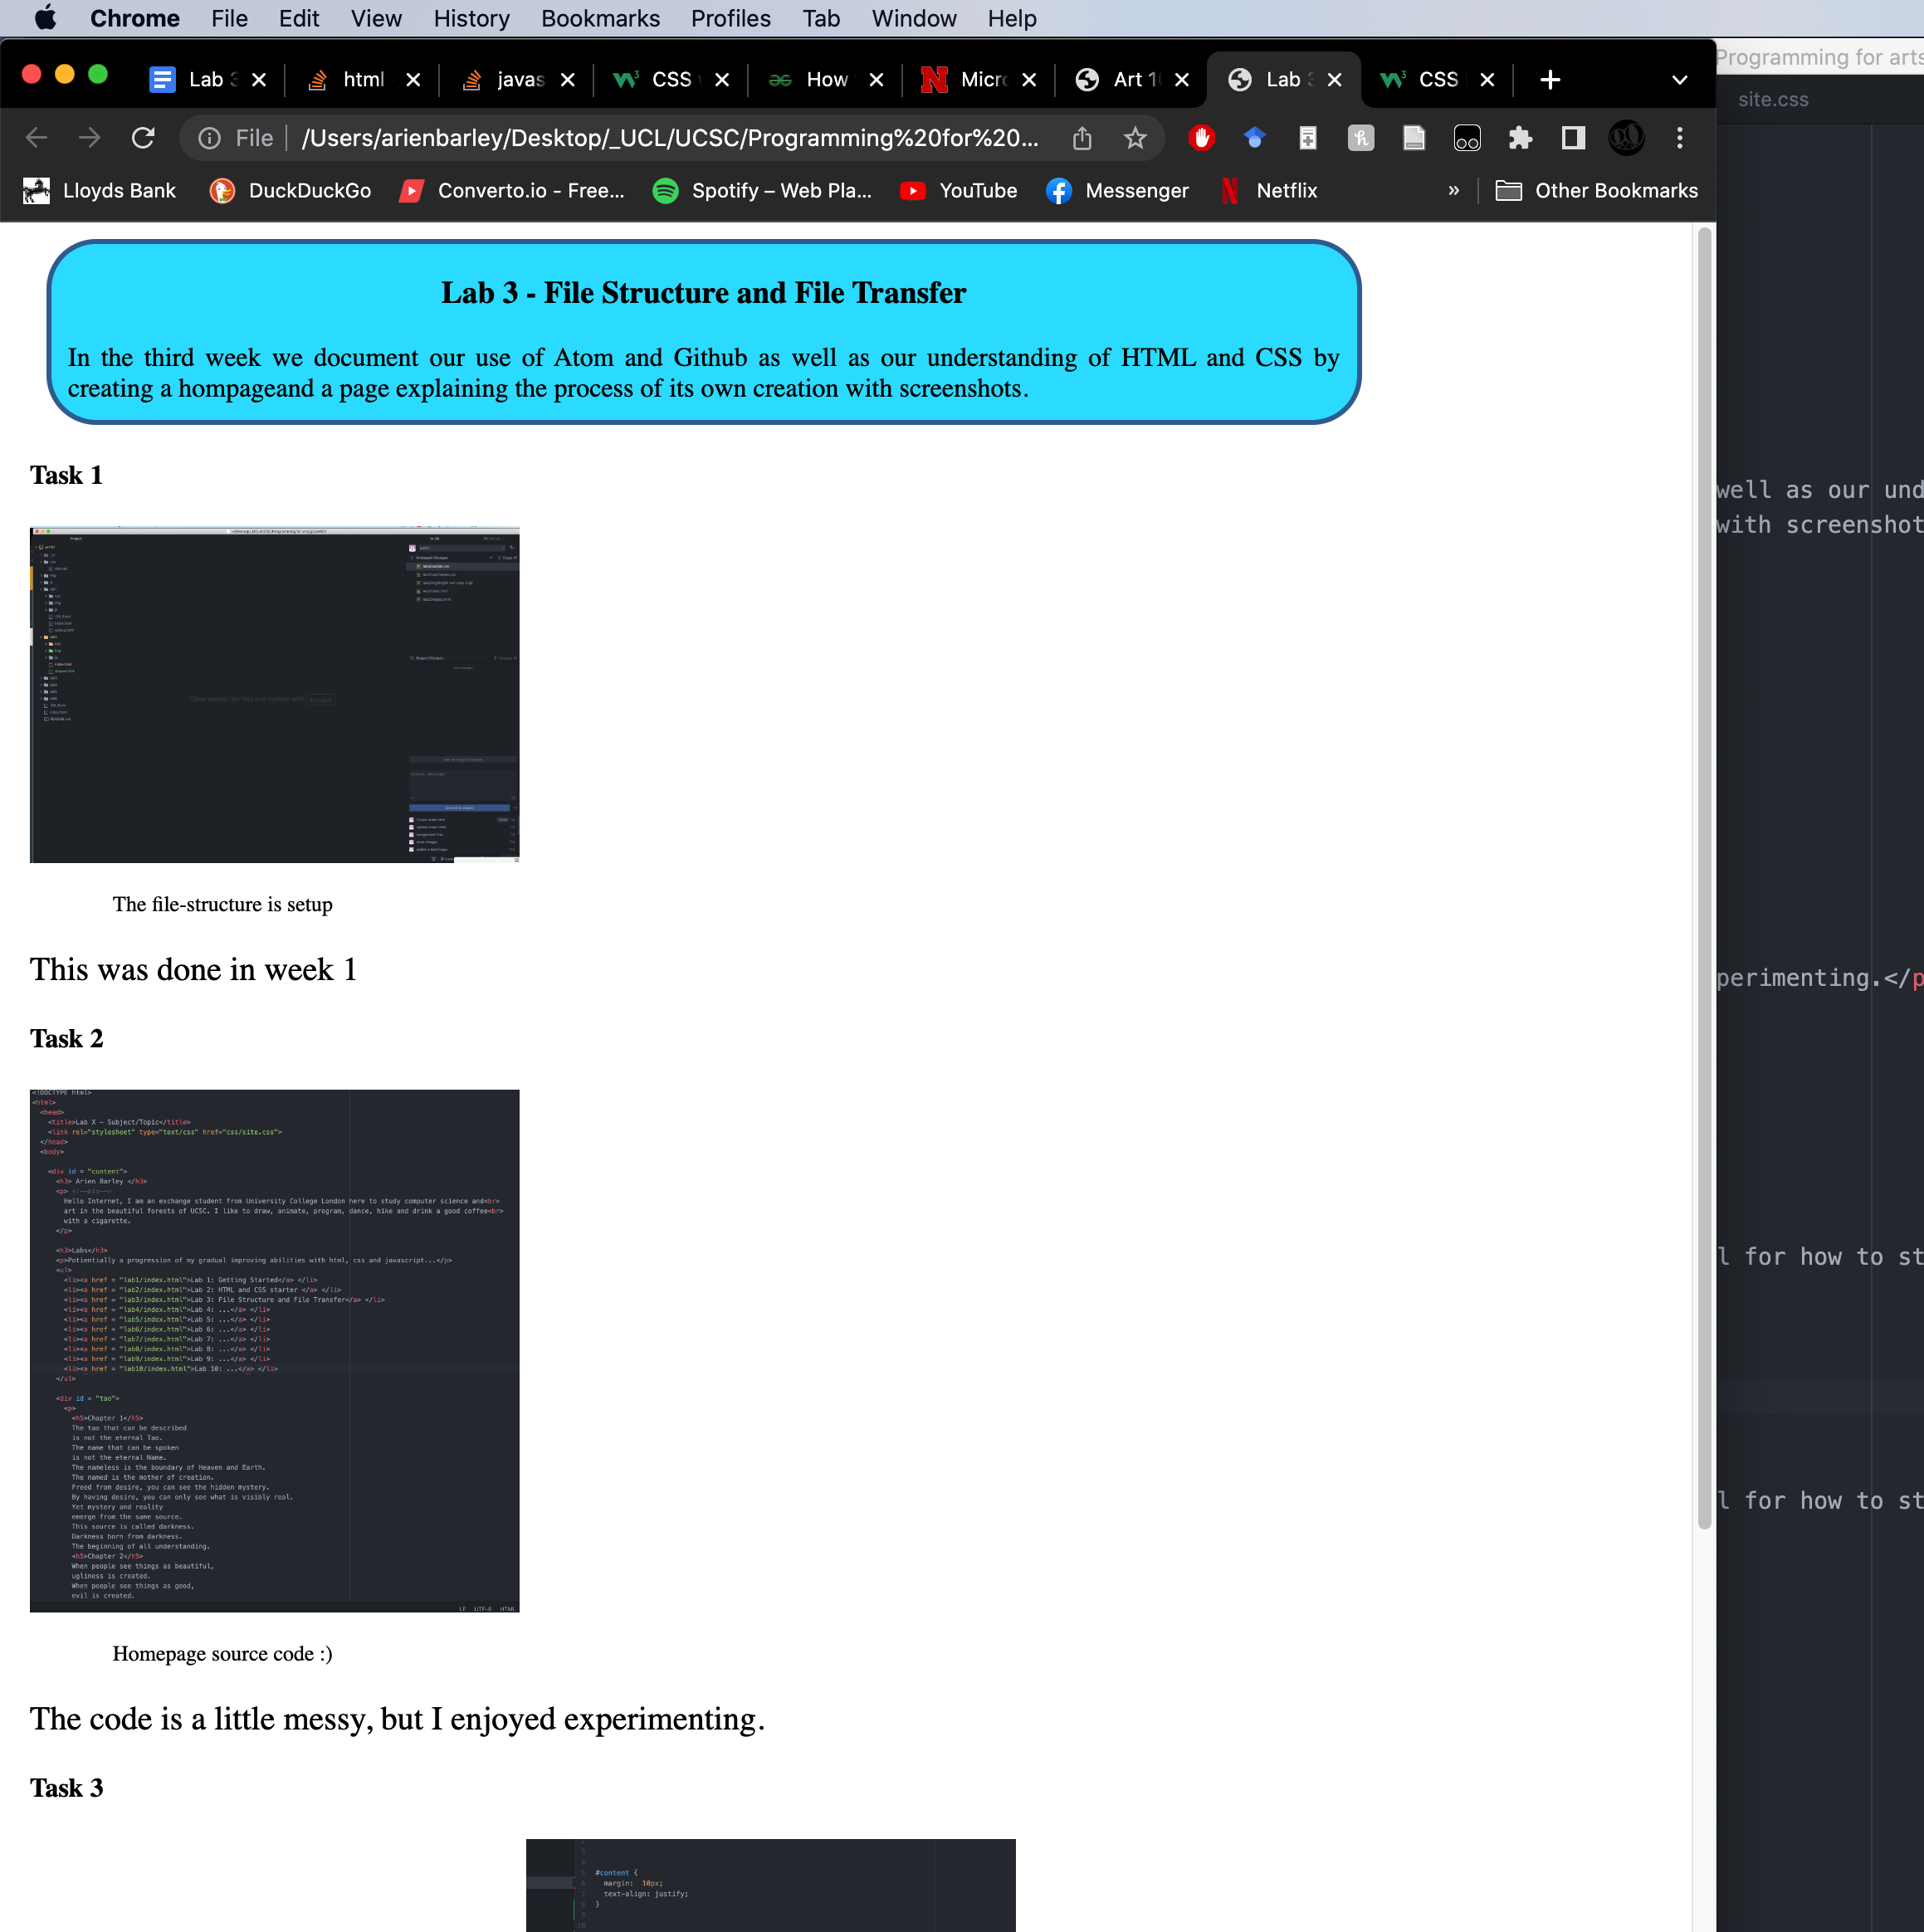 Chrome File Edit View History Bookmarks Profiles Tab Window Help
Programming for arts
Lab 3 html javas CSS How Micro Art 1 Lab 3 CSS
site.css
File /Users/arienbarley/Desktop/_UCL/UCSC/Programming%20for%20...
Lloyds Bank DuckDuckGo Converto.io - Free... Spotify – Web Pla... YouTube Messenger Netflix » Other Bookmarks
Lab 3 - File Structure and File Transfer
In the third week we document our use of Atom and Github as well as our understanding of HTML and CSS by
creating a hompageand a page explaining the process of its own creation with screenshots.
well as our und
with screenshot
Task 1
Close panels like find and replace with escape
The file-structure is setup
This was done in week 1
perimenting.</p
Task 2
<!DOCTYPE html>
<html>
<head>
<title>Lab X – Subject/Topic</title>
<link rel="stylesheet" type="text/css" href="css/site.css">
</head>
<body>
<div id = "content">
<h3> Arien Barley </h3>
<p> <!--bio-->
Hello Internet, I am an exchange student from University College London here to study computer science and<br>
art in the beautiful forests of UCSC. I like to draw, animate, program, dance, hike and drink a good coffee<br>
with a cigarette.
</p>
<h3>Labs</h3>
<p>Potientially a progression of my gradual improving abilities with html, css and javascript...</p>
<ul>
<li><a href = "lab1/index.html">Lab 1: Getting Started</a> </li>
<li><a href = "lab2/index.html">Lab 2: HTML and CSS starter </a> </li>
<li><a href = "lab3/index.html">Lab 3: File Structure and File Transfer</a> </li>
<li><a href = "lab4/index.html">Lab 4: ...</a> </li>
<li><a href = "lab5/index.html">Lab 5: ...</a> </li>
<li><a href = "lab6/index.html">Lab 6: ...</a> </li>
<li><a href = "lab7/index.html">Lab 7: ...</a> </li>
<li><a href = "lab8/index.html">Lab 8: ...</a> </li>
<li><a href = "lab9/index.html">Lab 9: ...</a> </li>
<li><a href = "lab10/index.html">Lab 10: ...</a> </li>
</ul>
<div id = "tao">
<p>
<h5>Chapter 1</h5>
The tao that can be described
is not the eternal Tao.
The name that can be spoken
is not the eternal Name.
The nameless is the boundary of Heaven and Earth.
The named is the mother of creation.
Freed from desire, you can see the hidden mystery.
By having desire, you can only see what is visibly real.
Yet mystery and reality
emerge from the same source.
This source is called darkness.
Darkness born from darkness.
The beginning of all understanding.
<h5>Chapter 2</h5>
When people see things as beautiful,
ugliness is created.
When people see things as good,
evil is created.
LF UTF-8 HTML
l for how to st
l for how to st
Homepage source code :)
The code is a little messy, but I enjoyed experimenting.
Task 3
#content {
margin: 10px;
text-align: justify;
}